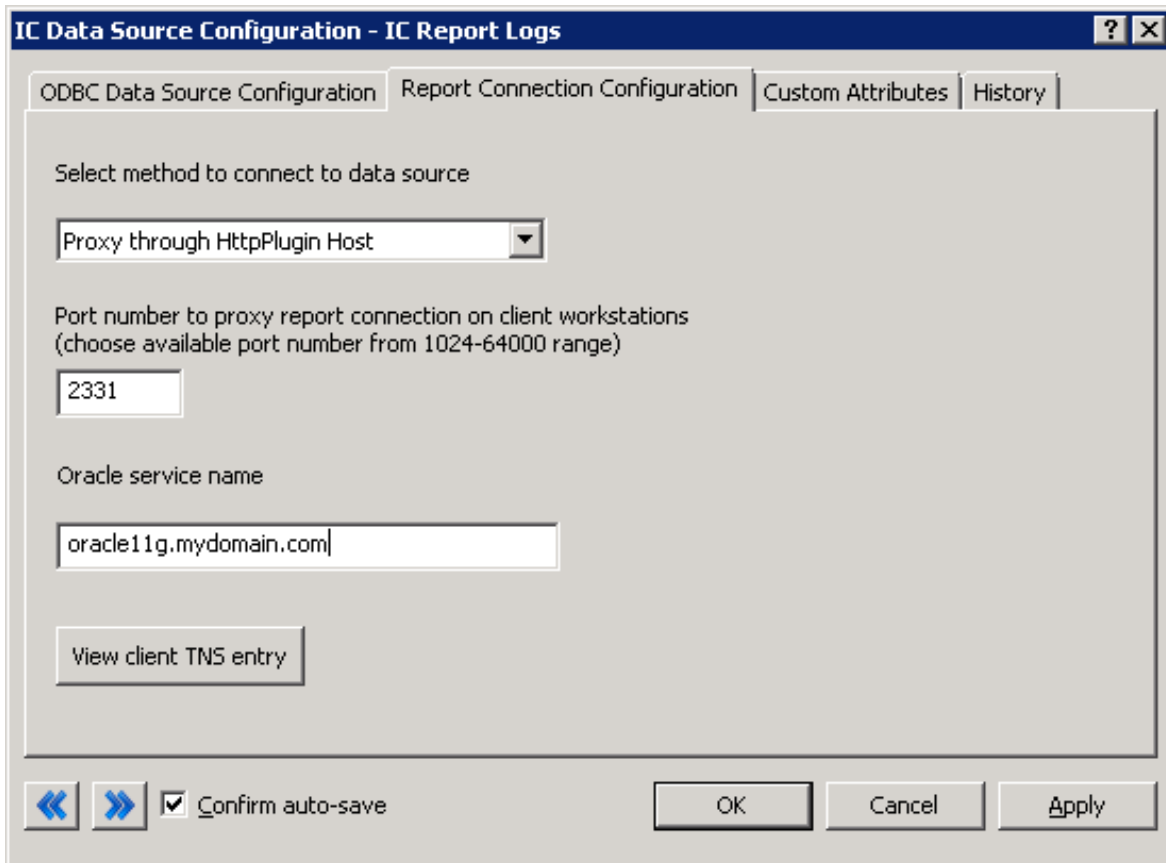 IC Data Source Configuration - IC Report Logs
ODBC Data Source Configuration Report Connection Configuration Custom Attributes History
Select method to connect to data source
Proxy through HttpPlugin Host
Port number to proxy report connection on client workstations
(choose available port number from 1024-64000 range)
2331
Oracle service name
oracle11g.mydomain.com
View client TNS entry
Confirm auto-save OK Cancel Apply